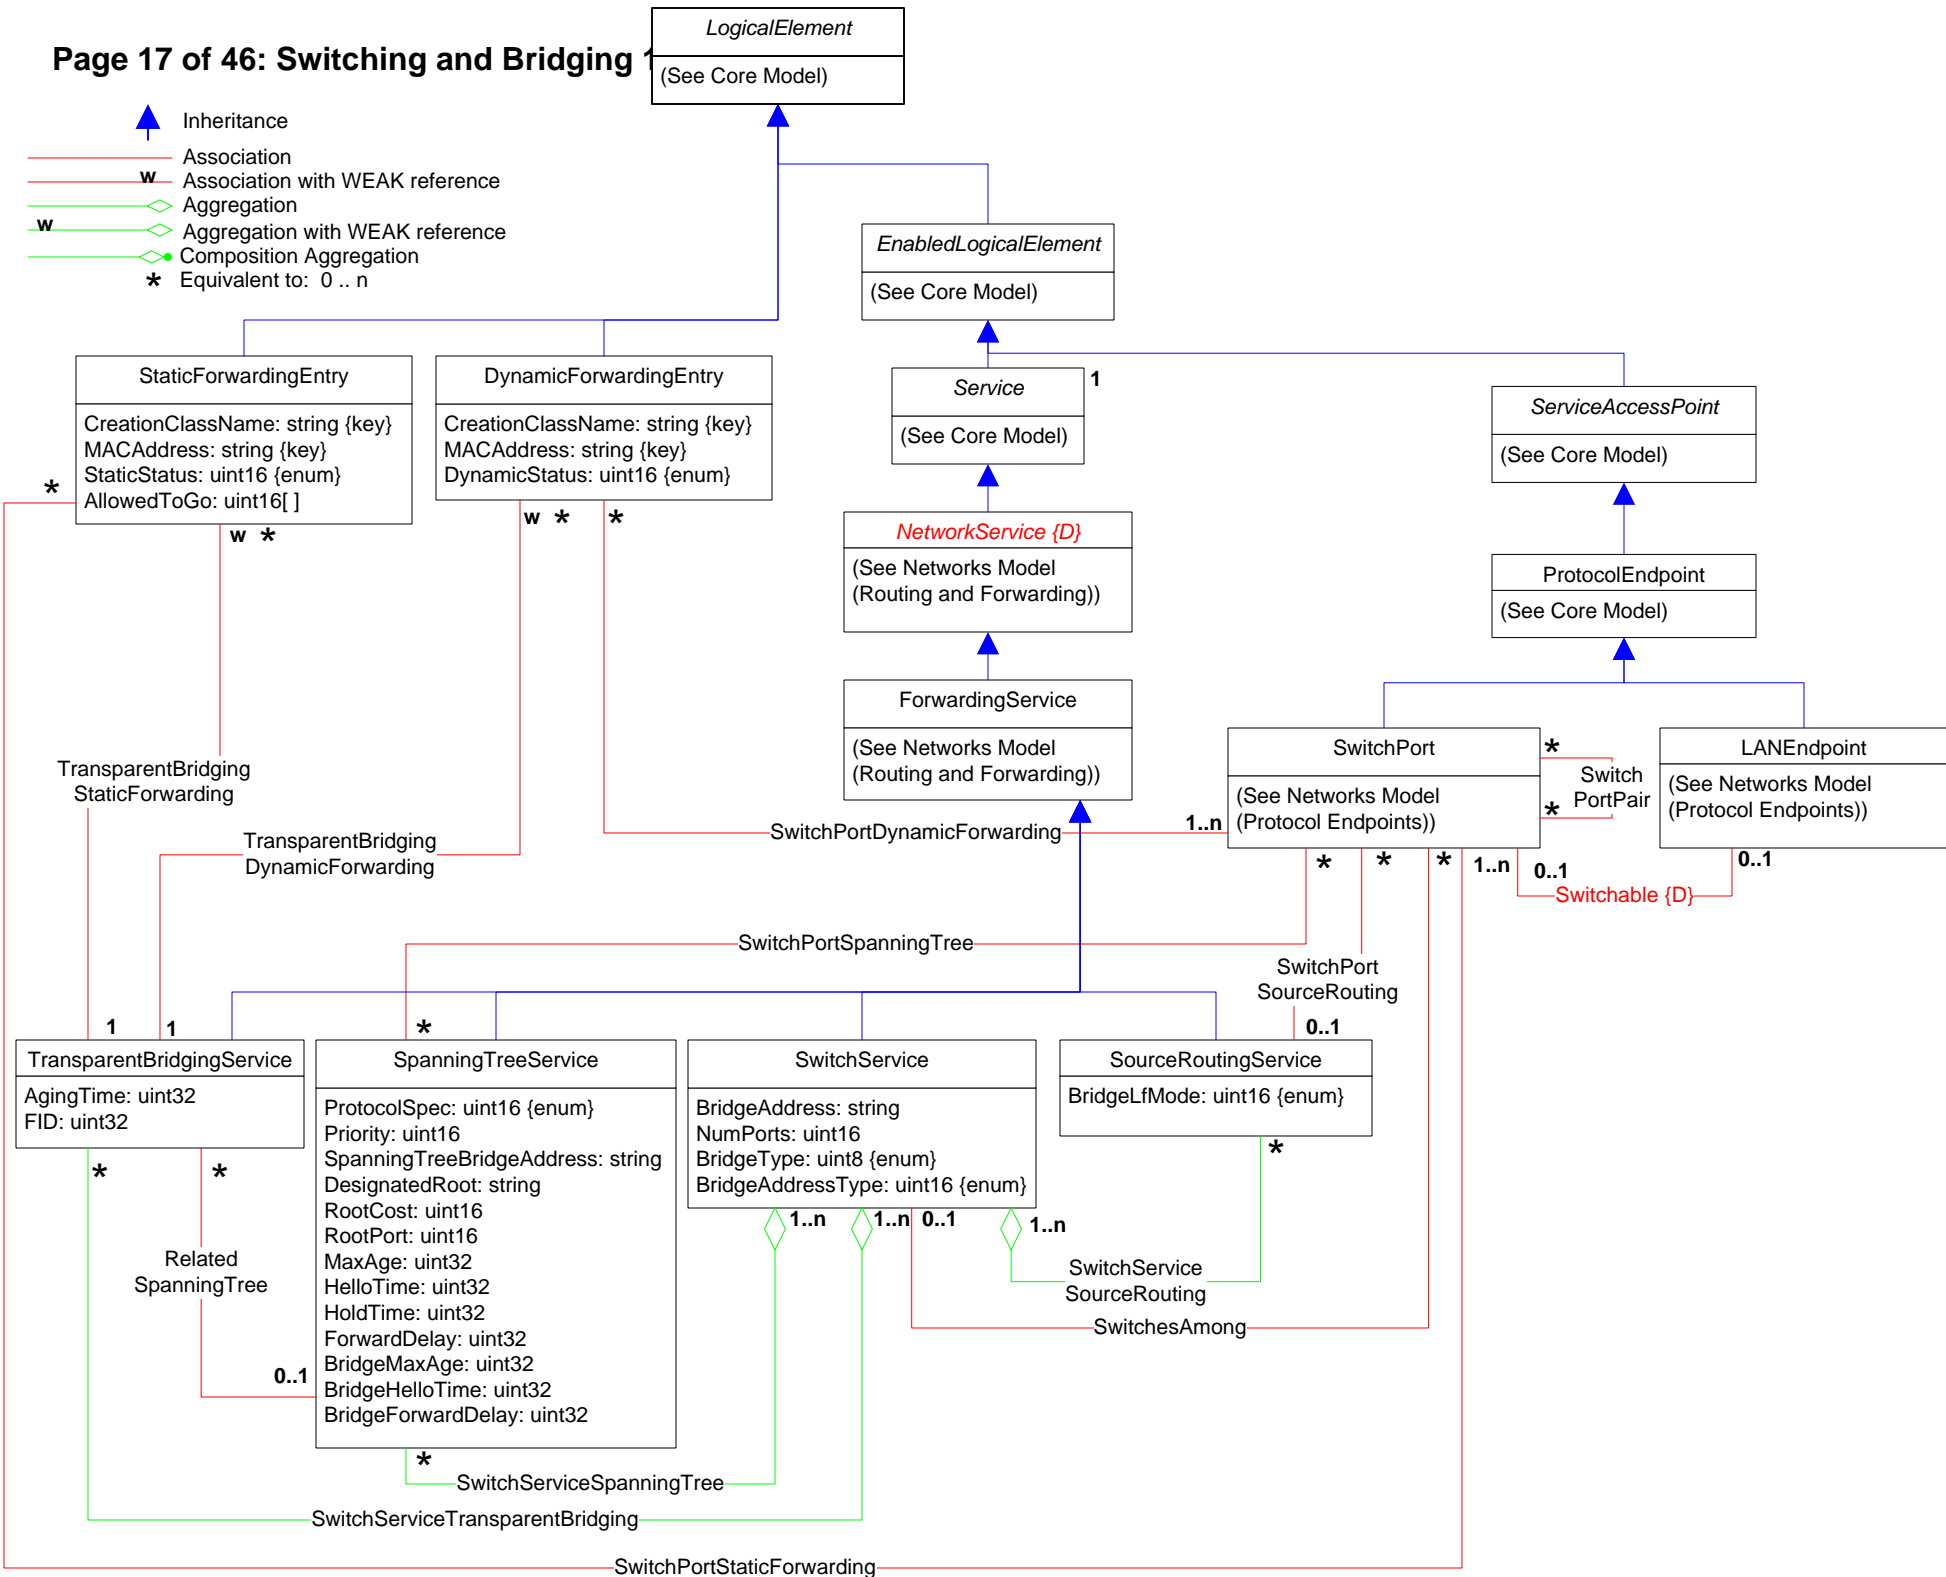 LogicalElement
(See Core Model)
Page 17 of 46: Switching and Bridging 1
Inheritance
Association
w
Association with WEAK reference
Aggregation
w
Aggregation with WEAK reference
Composition Aggregation
* Equivalent to: 0 .. n
EnabledLogicalElement
(See Core Model)
StaticForwardingEntry
CreationClassName: string {key}
MACAddress: string {key}
StaticStatus: uint16 {enum}
AllowedToGo: uint16[ ]
*
w *
DynamicForwardingEntry
CreationClassName: string {key}
MACAddress: string {key}
DynamicStatus: uint16 {enum}
w * *
Service
1
(See Core Model)
ServiceAccessPoint
(See Core Model)
NetworkService {D}
(See Networks Model
(Routing and Forwarding))
ProtocolEndpoint
(See Core Model)
ForwardingService
(See Networks Model
(Routing and Forwarding))
SwitchPort
(See Networks Model
(Protocol Endpoints))
*
Switch
PortPair
*
LANEndpoint
(See Networks Model
(Protocol Endpoints))
TransparentBridging
StaticForwarding
TransparentBridging
DynamicForwarding
SwitchPortDynamicForwarding
1..n
* * * 1..n 0..1
0..1
Switchable {D}
SwitchPortSpanningTree
SwitchPort
SourceRouting
1 1
*
0..1
TransparentBridgingService
AgingTime: uint32
FID: uint32
* *
SpanningTreeService
ProtocolSpec: uint16 {enum}
Priority: uint16
SpanningTreeBridgeAddress: string
DesignatedRoot: string
RootCost: uint16
RootPort: uint16
MaxAge: uint32
HelloTime: uint32
HoldTime: uint32
ForwardDelay: uint32
BridgeMaxAge: uint32
BridgeHelloTime: uint32
BridgeForwardDelay: uint32
SwitchService
BridgeAddress: string
NumPorts: uint16
BridgeType: uint8 {enum}
BridgeAddressType: uint16 {enum}
1..n 1..n 0..1 1..n
SourceRoutingService
BridgeLfMode: uint16 {enum}
*
Related
SpanningTree
0..1
SwitchService
SourceRouting
SwitchesAmong
*
SwitchServiceSpanningTree
SwitchServiceTransparentBridging
SwitchPortStaticForwarding